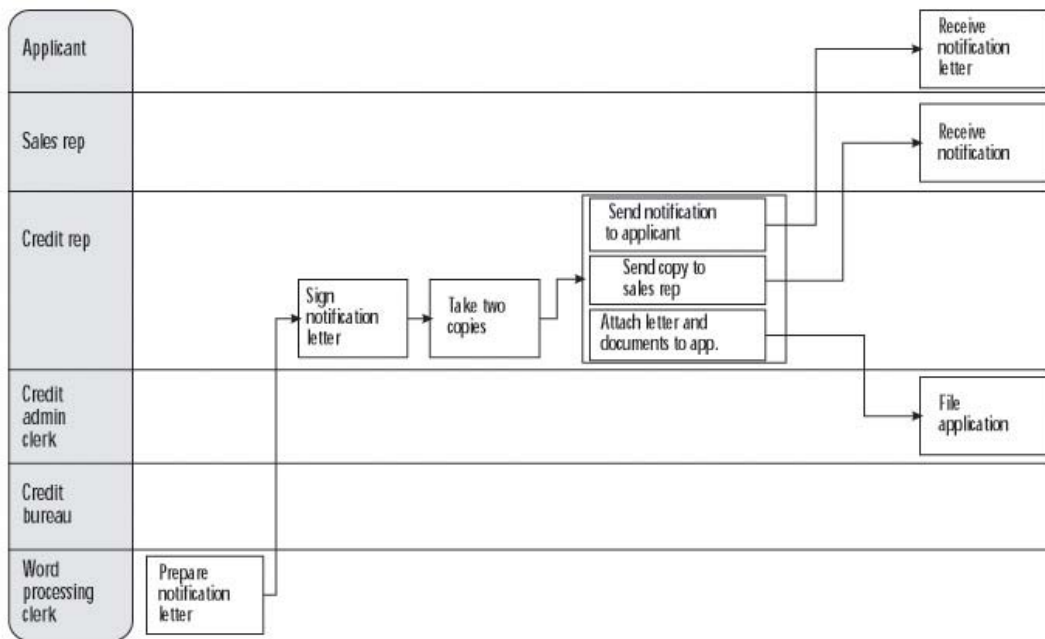 Applicant
Receive
notification
letter
Sales rep
Receive
notification
Credit rep
Send notification
to applicant
Send copy to
sales rep
Attach letter and
documents to app.
Sign
notification
letter
Take two
copies
Credit
admin
clerk
File
application
Credit
bureau
Word
processing
clerk
Prepare
notification
letter